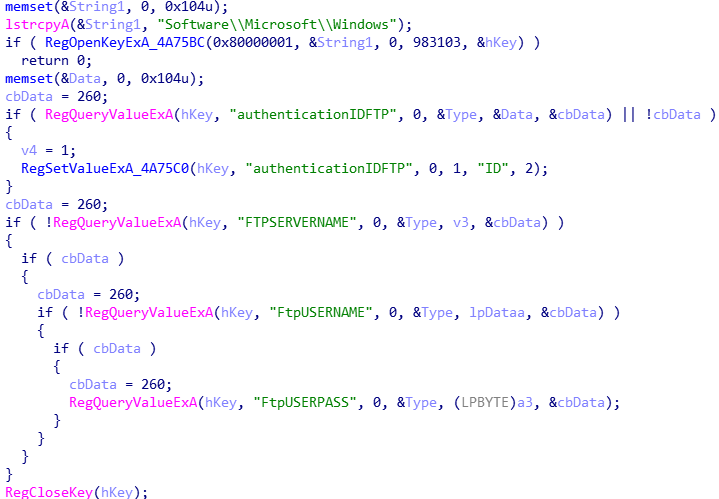 memset(&String1, 0, 0x104u);
lstrcpyA(&String1, "Software\\Microsoft\\Windows");
if ( RegOpenKeyExA_4A75BC(0x80000001, &String1, 0, 983103, &hKey) )
  return 0;
memset(&Data, 0, 0x104u);
cbData = 260;
if ( RegQueryValueExA(hKey, "authenticationIDFTP", 0, &Type, &Data, &cbData) || !cbData )
{
  v4 = 1;
  RegSetValueExA_4A75C0(hKey, "authenticationIDFTP", 0, 1, "ID", 2);
}
cbData = 260;
if ( !RegQueryValueExA(hKey, "FTPSERVERNAME", 0, &Type, v3, &cbData) )
{
  if ( cbData )
  {
    cbData = 260;
    if ( !RegQueryValueExA(hKey, "FtpUSERNAME", 0, &Type, lpDataa, &cbData) )
    {
      if ( cbData )
      {
        cbData = 260;
        RegQueryValueExA(hKey, "FtpUSERPASS", 0, &Type, (LPBYTE)a3, &cbData);
      }
    }
  }
}
RegCloseKey(hKey);